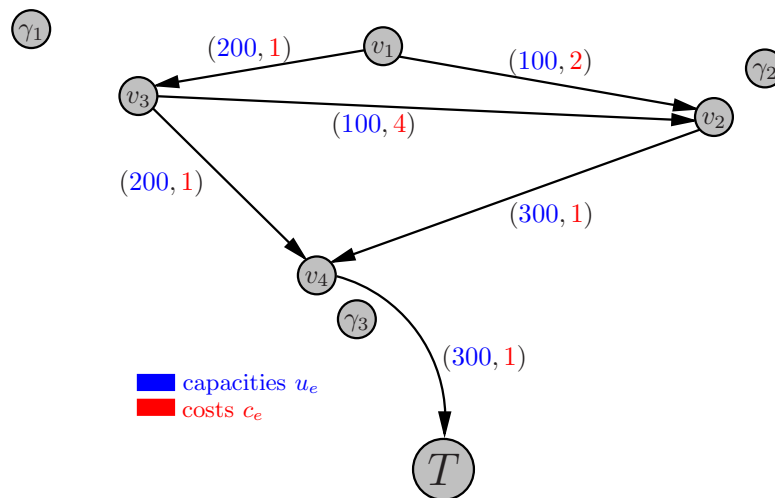 γ₁
(200, 1)
v₁
(100, 2)
γ₂
v₃
(100, 4)
v₂
(200, 1)
(300, 1)
v₄
γ₃
(300, 1)
capacities uₑ
costs cₑ
T